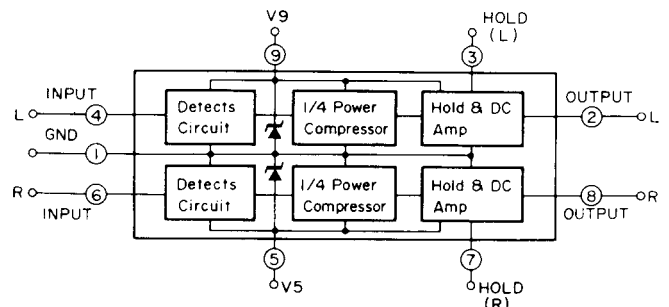 V9
HOLD
(L)
9
3
INPUT
L
4
Detects
Circuit
1/4 Power
Compressor
Hold & DC
Amp
OUTPUT
2
L
GND
1
R
6
INPUT
Detects
Circuit
1/4 Power
Compressor
Hold & DC
Amp
8
R
OUTPUT
5
7
V5
HOLD
(R)